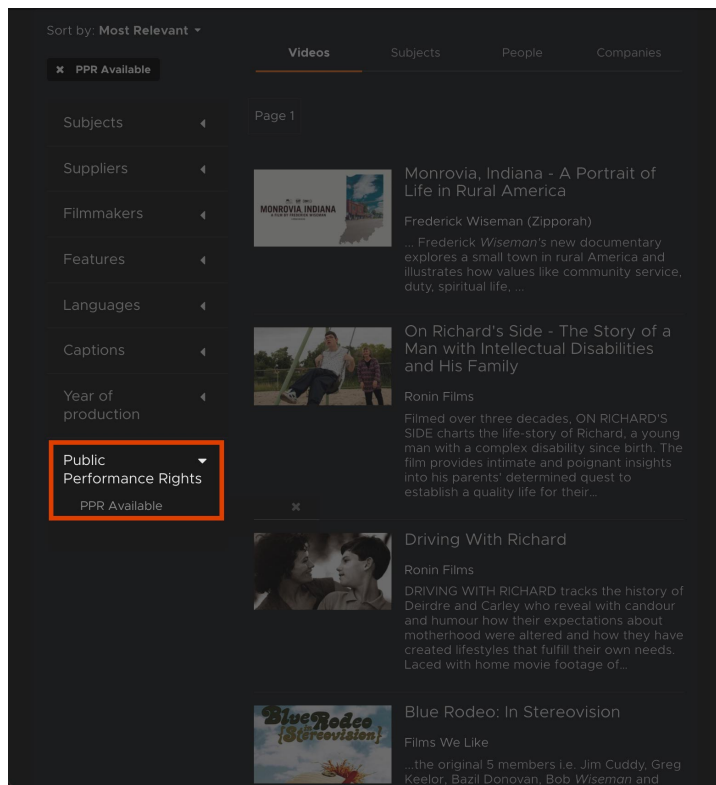 Sort by: Most Relevant
✖ PPR Available
Videos
Subjects
People
Companies
Subjects
Suppliers
Filmmakers
Features
Languages
Captions
Year of
production
Public
Performance Rights
PPR Available
Page 1
MONROVIA, INDIANA
A FILM BY FREDERICK WISEMAN
Monrovia, Indiana - A Portrait of
Life in Rural America
Frederick Wiseman (Zipporah)
... Frederick Wiseman's new documentary
explores a small town in rural America and
illustrates how values like community service,
duty, spiritual life, ...
On Richard's Side - The Story of a
Man with Intellectual Disabilities
and His Family
Ronin Films
Filmed over three decades, ON RICHARD'S
SIDE charts the life-story of Richard, a young
man with a complex disability since birth. The
film provides intimate and poignant insights
into his parents' determined quest to
establish a quality life for their...
Driving With Richard
Ronin Films
DRIVING WITH RICHARD tracks the history of
Deirdre and Carley who reveal with candour
and humour how their expectations about
motherhood were altered and how they have
created lifestyles that fulfill their own needs.
Laced with home movie footage of...
Blue Rodeo
in
{Stereovision}
Blue Rodeo: In Stereovision
Films We Like
...the original 5 members i.e. Jim Cuddy, Greg
Keelor, Bazil Donovan, Bob Wiseman and